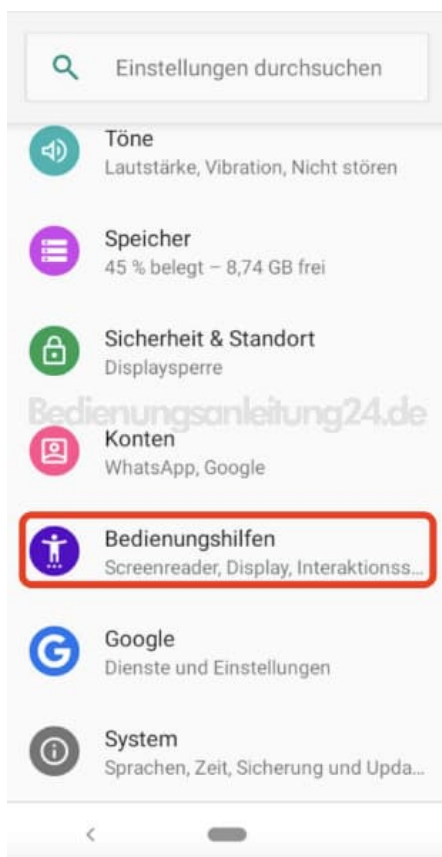 Einstellungen durchsuchen
Töne
Lautstärke, Vibration, Nicht stören
Speicher
45 % belegt – 8,74 GB frei
Sicherheit & Standort
Displaysperre
Bedienungsanleitung24.de
Konten
WhatsApp, Google
Bedienungshilfen
Screenreader, Display, Interaktionss...
Google
Dienste und Einstellungen
System
Sprachen, Zeit, Sicherung und Upda...